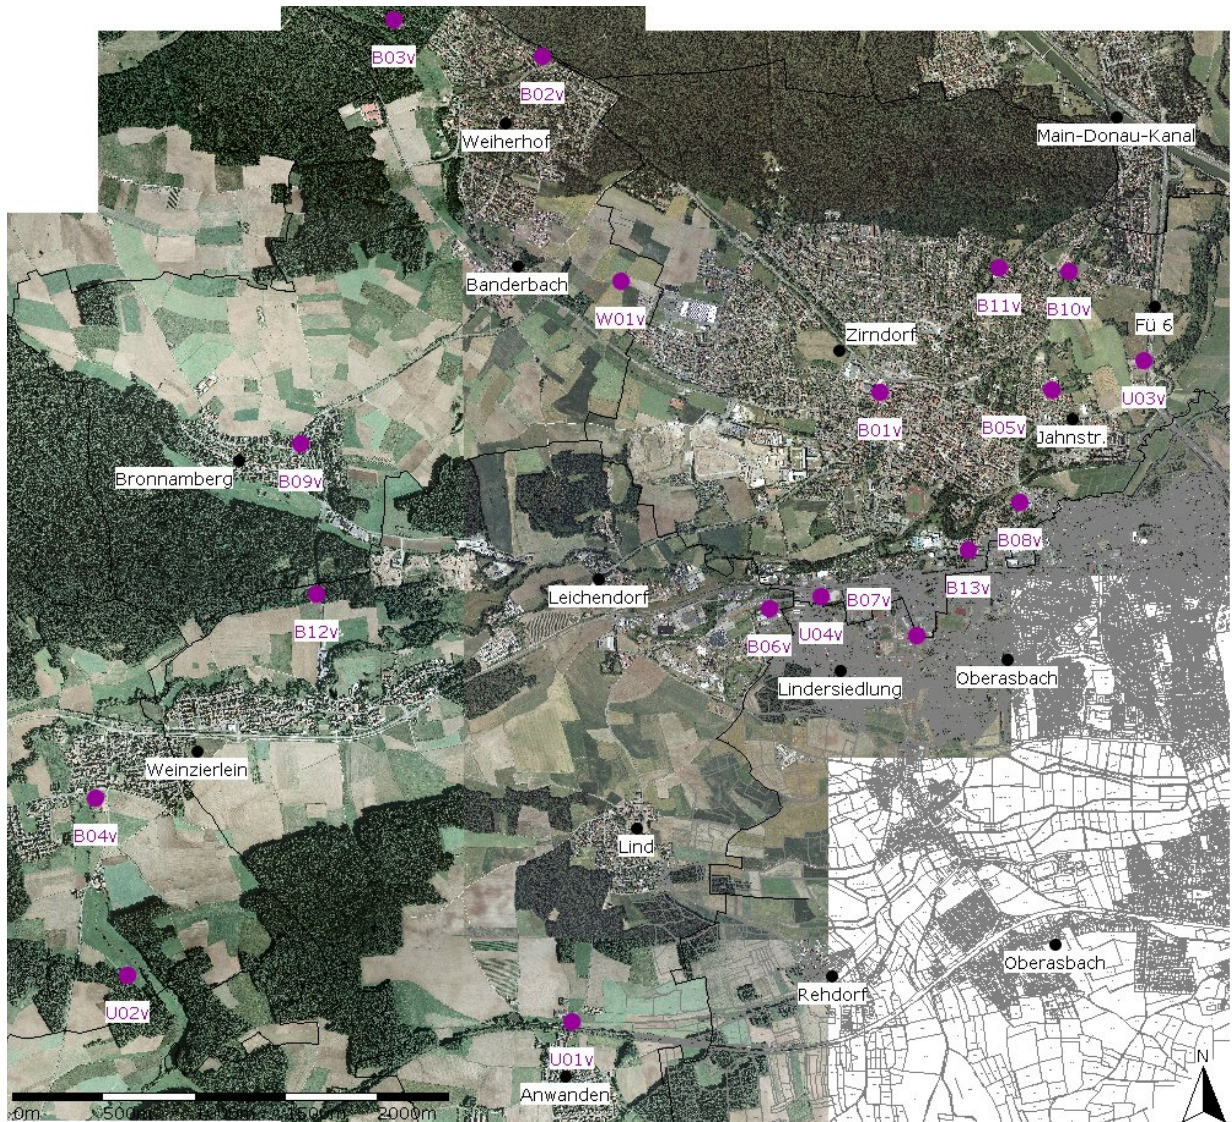 B03v
B02v
Weiherhof
Main-Donau-Kanal
Banderbach
W01v
B11v
B10v
Fü 6
Zirndorf
U03v
B01v
B05v
Jahnstr.
Bronnamberg
B09v
B08v
B13v
Leichendorf
B07v
U04v
B06v
B12v
Lindersiedlung
Oberasbach
Weinzierlein
B04v
Lind
Oberasbach
Rehdorf
U02v
U01v
Anwanden
N
0m 500m 1000m 1500m 2000m